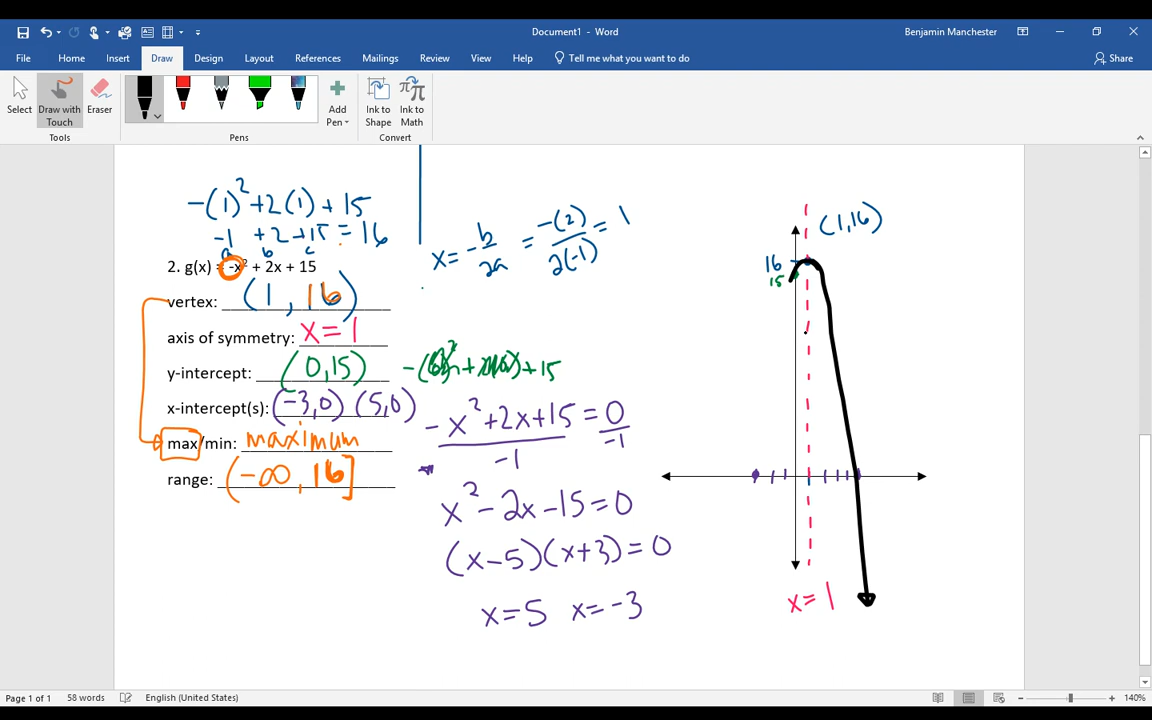 Document1 - Word
Benjamin Manchester
File Home Insert Draw Design Layout References Mailings Review View Help Tell me what you want to do Share
Select Draw with Touch Eraser Add Pen Ink to Shape Ink to Math
Tools Pens Convert
-(1)² + 2(1) + 15
-1 + 2 + 15 = 16
a b c
2. g(x) = -x² + 2x + 15
vertex: (1, 16)
axis of symmetry: x = 1
y-intercept: (0,15)
+15
x-intercept(s): (-3,0) (5,0)
max/min: maximum
range: (-∞, 16]
x = -b/2a = -(2)/2(-1) = 1
-x² + 2x + 15 = 0
-1 -1
x² - 2x - 15 = 0
(x-5)(x+3) = 0
x = 5 x = -3
(1,16)
16
15
x = 1
Page 1 of 1 58 words English (United States) 140%